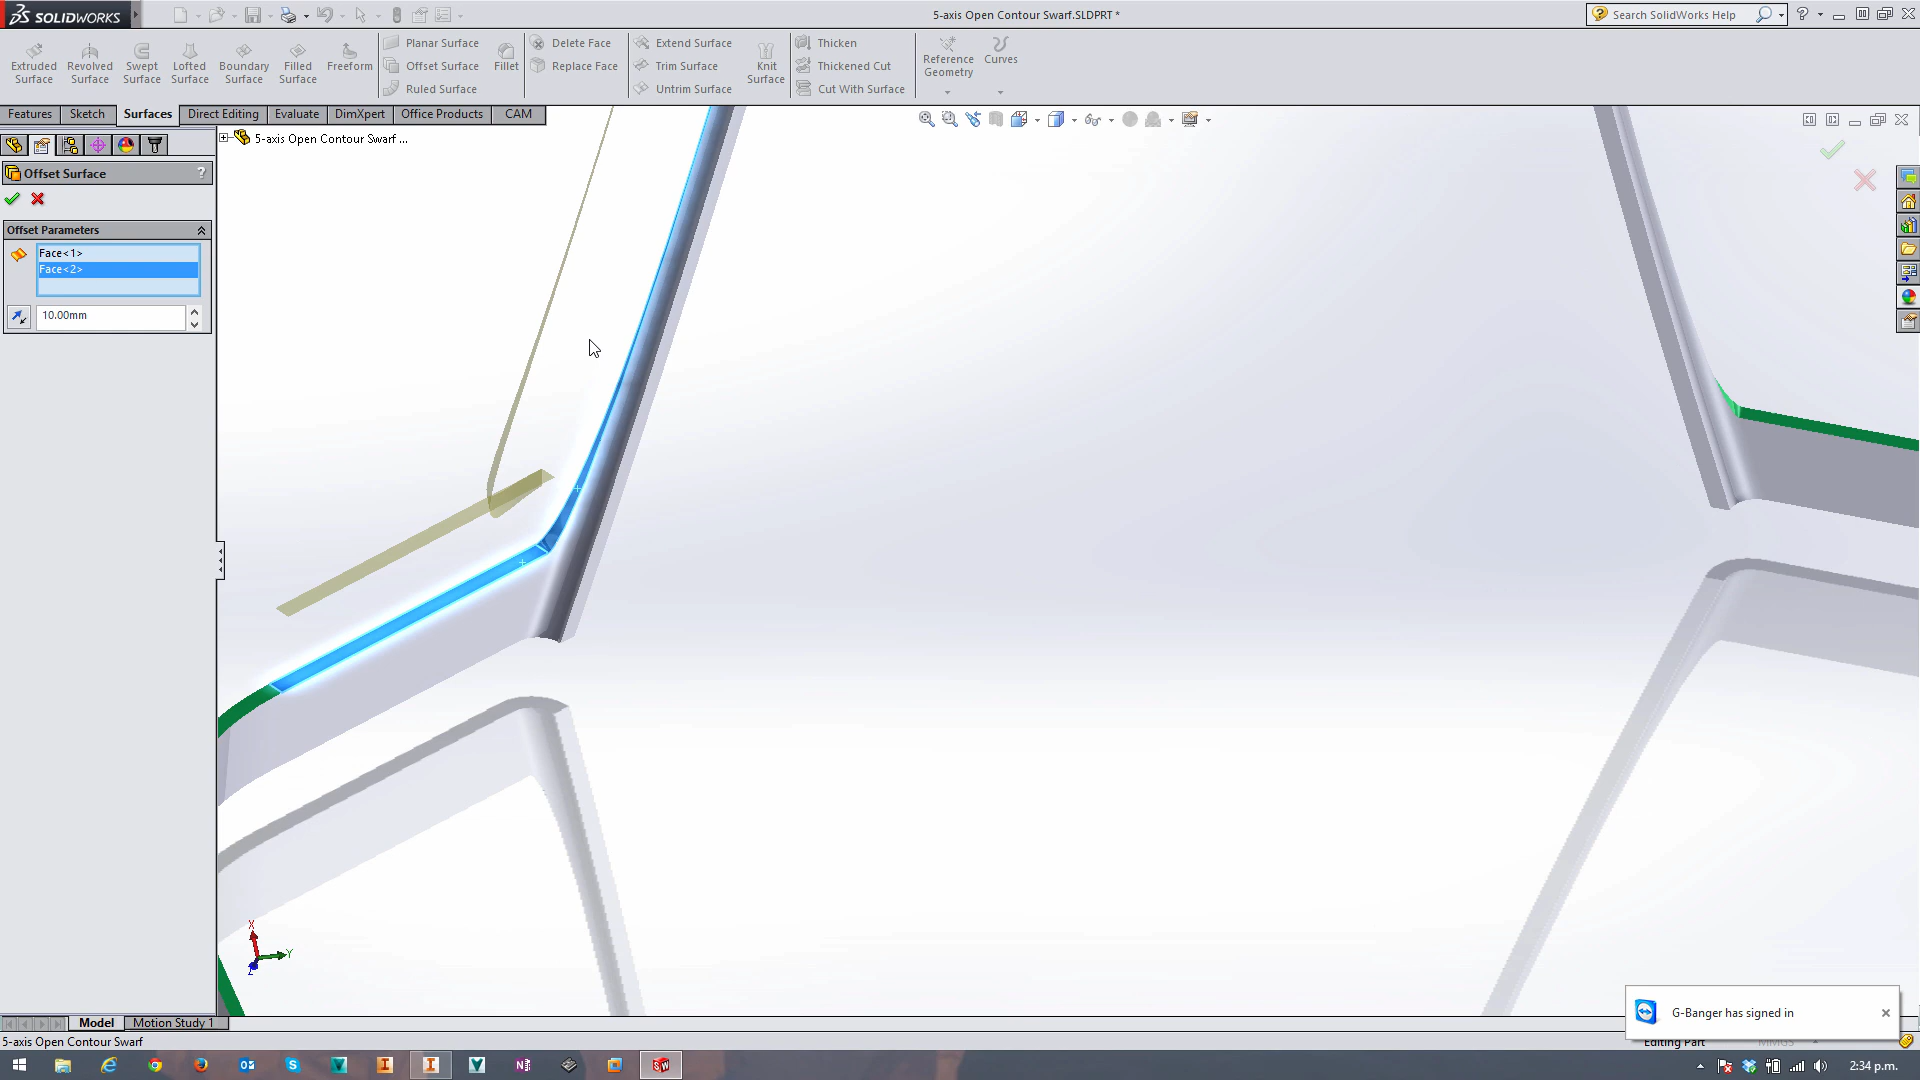 SOLIDWORKS
5-axis Open Contour Swarf.SLDPRT *
Search SolidWorks Help
Extruded Surface
Revolved Surface
Swept Surface
Lofted Surface
Boundary Surface
Filled Surface
Freeform
Planar Surface
Offset Surface
Ruled Surface
Fillet
Delete Face
Replace Face
Extend Surface
Trim Surface
Untrim Surface
Knit Surface
Thicken
Thickened Cut
Cut With Surface
Reference Geometry
Curves
Features
Sketch
Surfaces
Direct Editing
Evaluate
DimXpert
Office Products
CAM
5-axis Open Contour Swarf ...
Offset Surface
?
Offset Parameters
Face<1>
Face<2>
10.00mm
X
Y
Z
G-Banger has signed in
Model
Motion Study 1
5-axis Open Contour Swarf
Editing Part
MMGS
2:34 p.m.